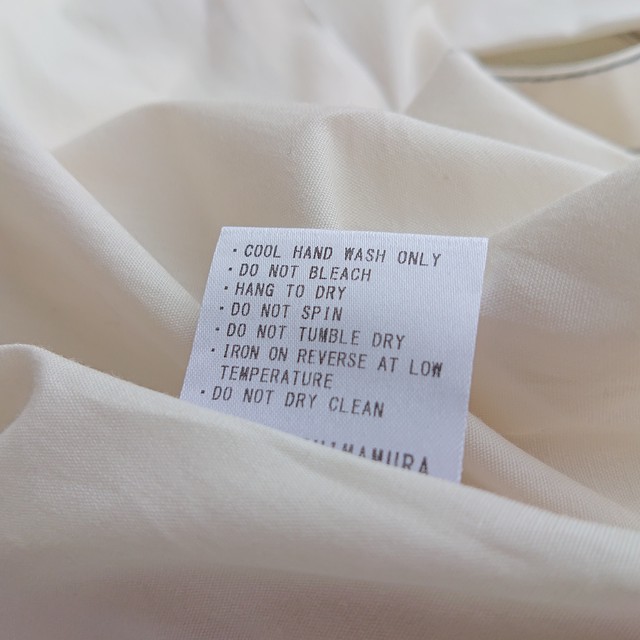 ・COOL HAND WASH ONLY
・DO NOT BLEACH
・HANG TO DRY
・DO NOT SPIN
・DO NOT TUMBLE DRY
・IRON ON REVERSE AT LOW
TEMPERATURE
・DO NOT DRY CLEAN